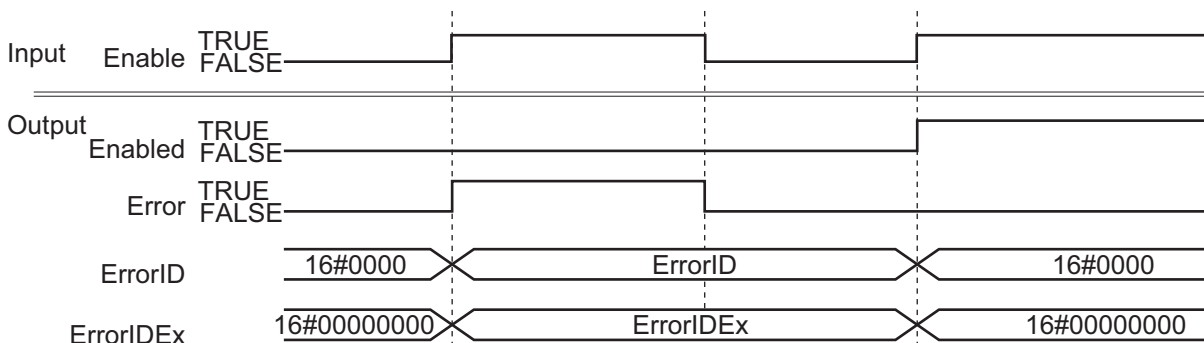 TRUE
Input Enable FALSE
Output
TRUE
Enabled FALSE
TRUE
Error FALSE
ErrorID 16#0000 ErrorID 16#0000
ErrorIDEx 16#00000000 ErrorIDEx 16#00000000